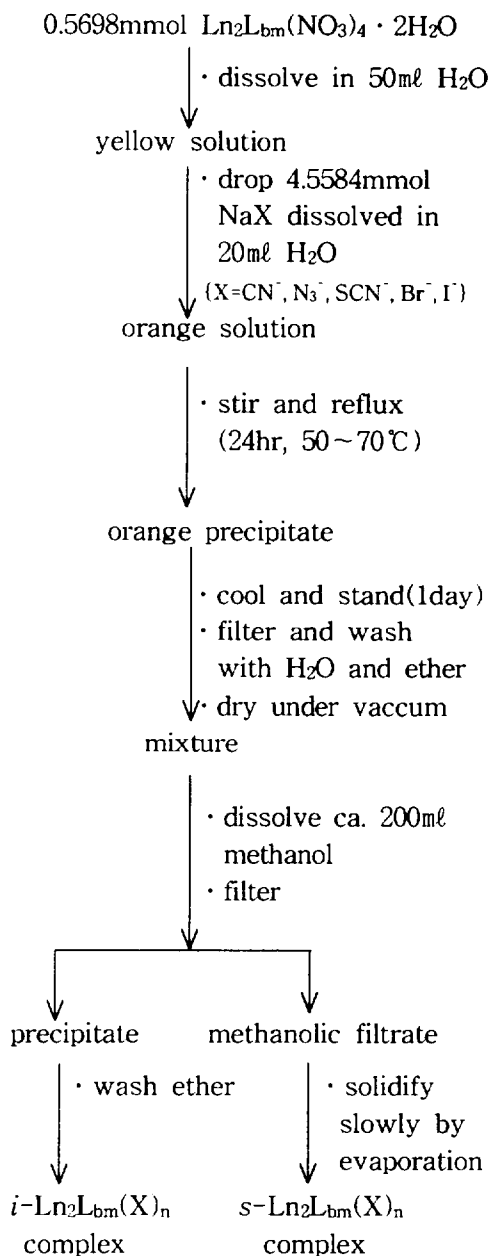 0.5698mmol Ln₂L_bm(NO₃)₄ · 2H₂O
· dissolve in 50mℓ H₂O
yellow solution
· drop 4.5584mmol
NaX dissolved in
20mℓ H₂O
{X=CN⁻, N₃⁻, SCN⁻, Br⁻, I⁻}
orange solution
· stir and reflux
(24hr, 50~70℃)
orange precipitate
· cool and stand(1day)
· filter and wash
with H₂O and ether
· dry under vaccum
mixture
· dissolve ca. 200mℓ
methanol
· filter
precipitate
· wash ether
i-Ln₂L_bm(X)ₙ
complex
methanolic filtrate
· solidify
slowly by
evaporation
s-Ln₂L_bm(X)ₙ
complex